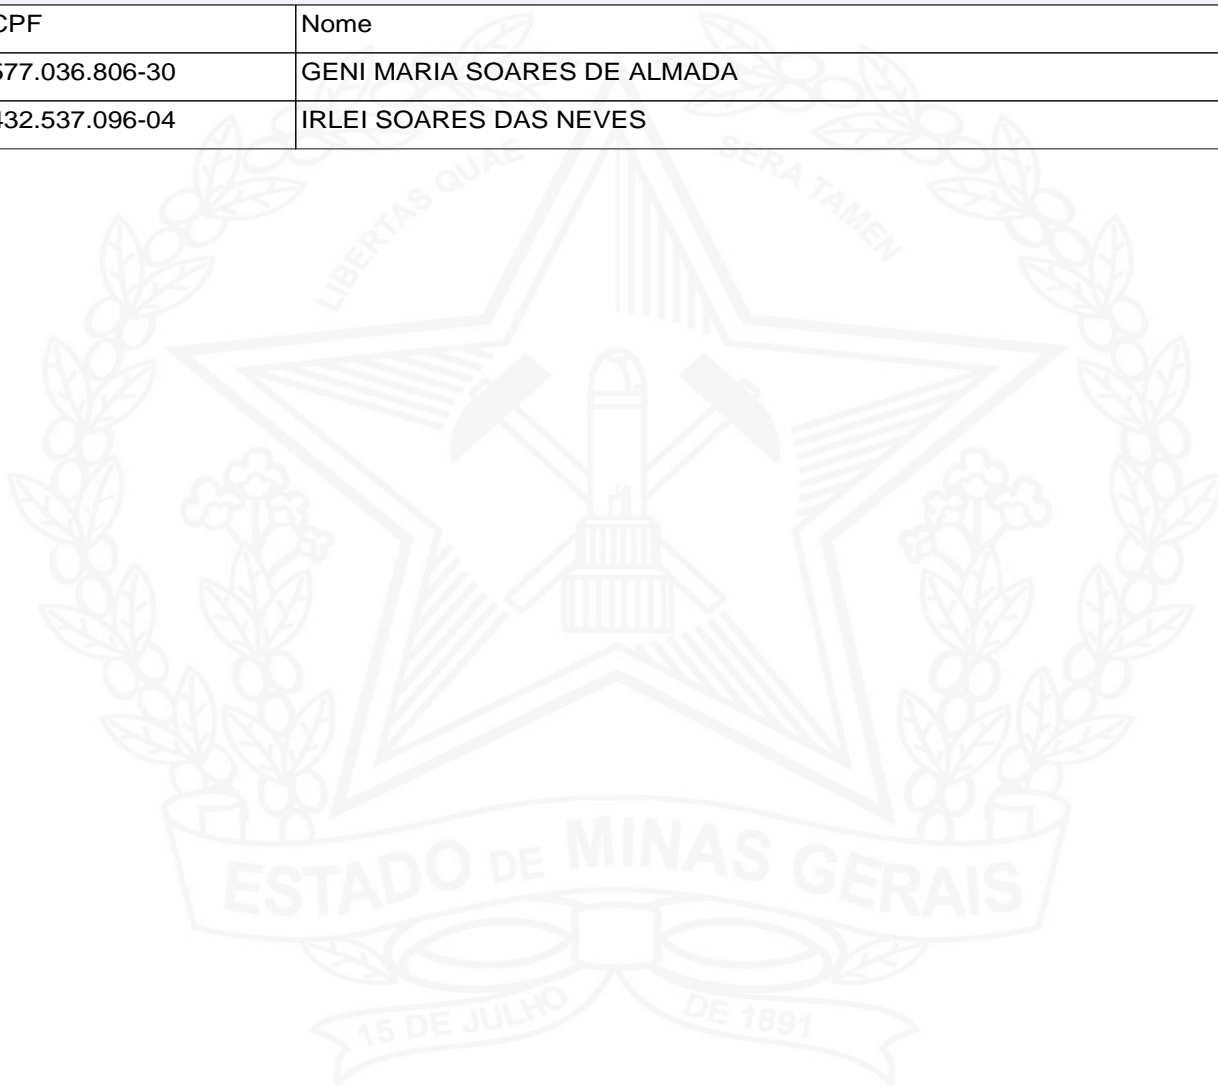 CPF Nome
577.036.806-30 GENI MARIA SOARES DE ALMADA
432.537.096-04 IRLEI SOARES DAS NEVES
LIBERTAS QUAE SERA TAMEN
ESTADO DE MINAS GERAIS
15 DE JULHO DE 1891